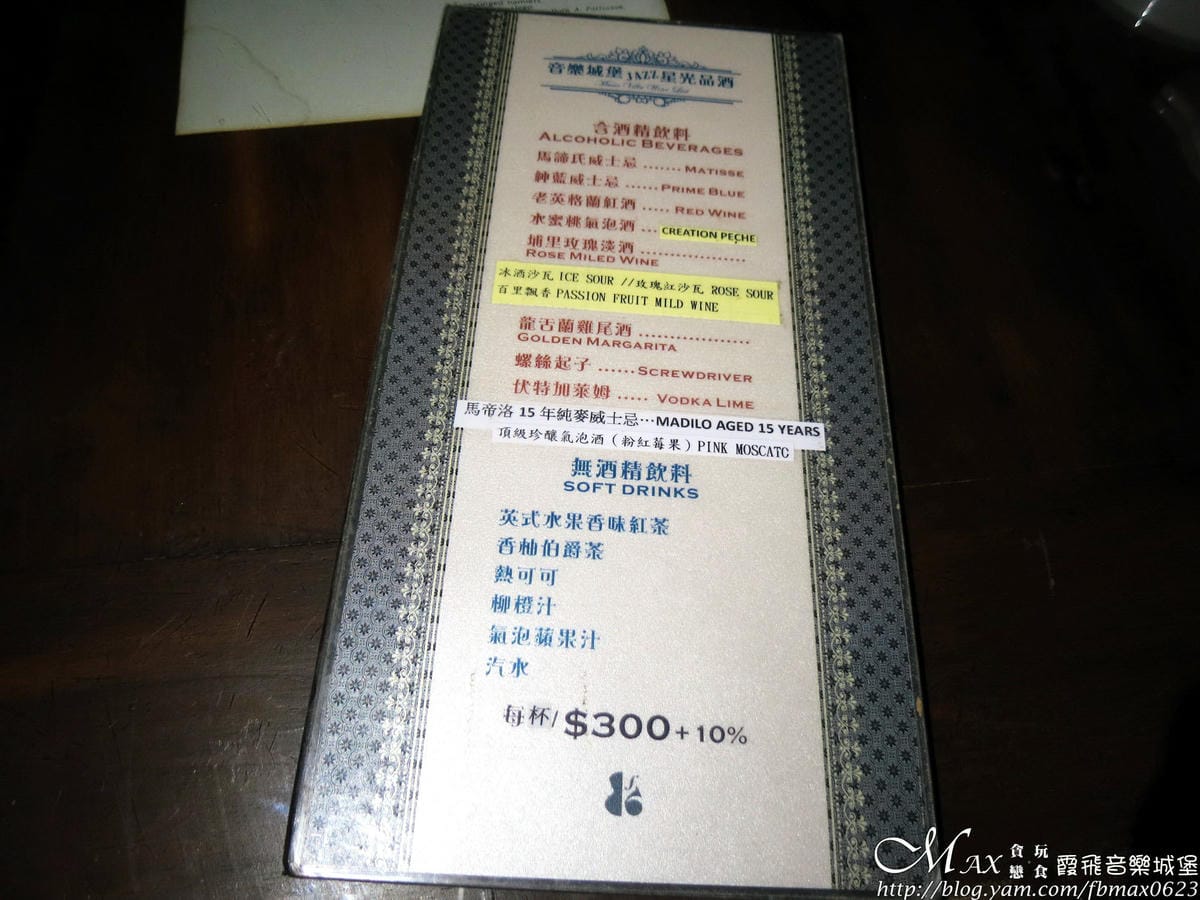 音樂城堡JAZZ星光品酒
Music Villa Wine List
含酒精飲料
ALCOHOLIC BEVERAGES
馬諦氏威士忌 ....... MATISSE
紳藍威士忌 ...... PRIME BLUE
老英格蘭紅酒 ..... RED WINE
水蜜桃氣泡酒 ... CREATION PECHE
埔里玫瑰淡酒 ..................
ROSE MILED WINE
冰酒沙瓦 ICE SOUR //玫瑰紅沙瓦 ROSE SOUR
百里飄香 PASSION FRUIT MILD WINE
龍舌蘭雞尾酒 ..................
GOLDEN MARGARITA
螺絲起子 ...... SCREWDRIVER
伏特加萊姆 ..... VODKA LIME
馬帝洛 15 年純麥威士忌…MADILO AGED 15 YEARS
頂級珍釀氣泡酒（粉紅莓果）PINK MOSCATO
無酒精飲料
SOFT DRINKS
英式水果香味紅茶
香柚伯爵茶
熱可可
柳橙汁
氣泡蘋果汁
汽水
每杯/ $300 + 10%
MAX 貪戀 玩食 霞飛音樂城堡
http://blog.yam.com/fbmax0623